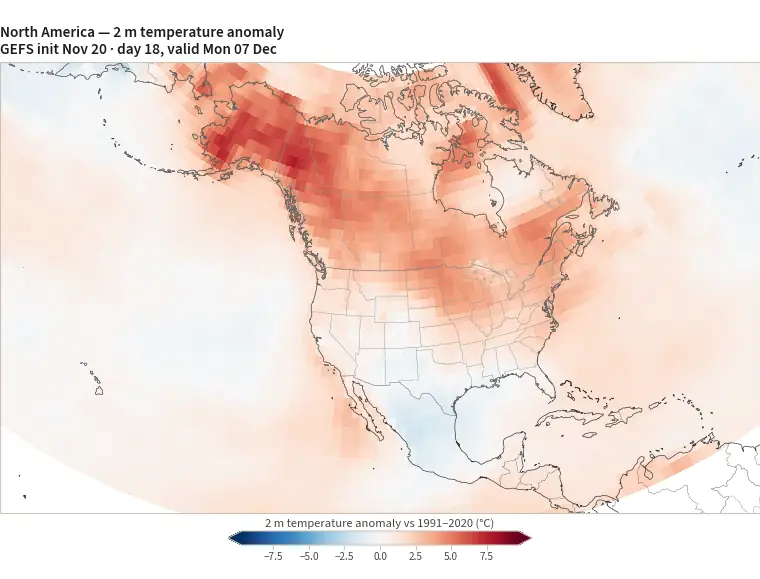 North America — 2 m temperature anomaly
GEFS init Nov 20 · day 18, valid Mon 07 Dec
2 m temperature anomaly vs 1991–2020 (°C)
−7.5 −5.0 −2.5 0.0 2.5 5.0 7.5